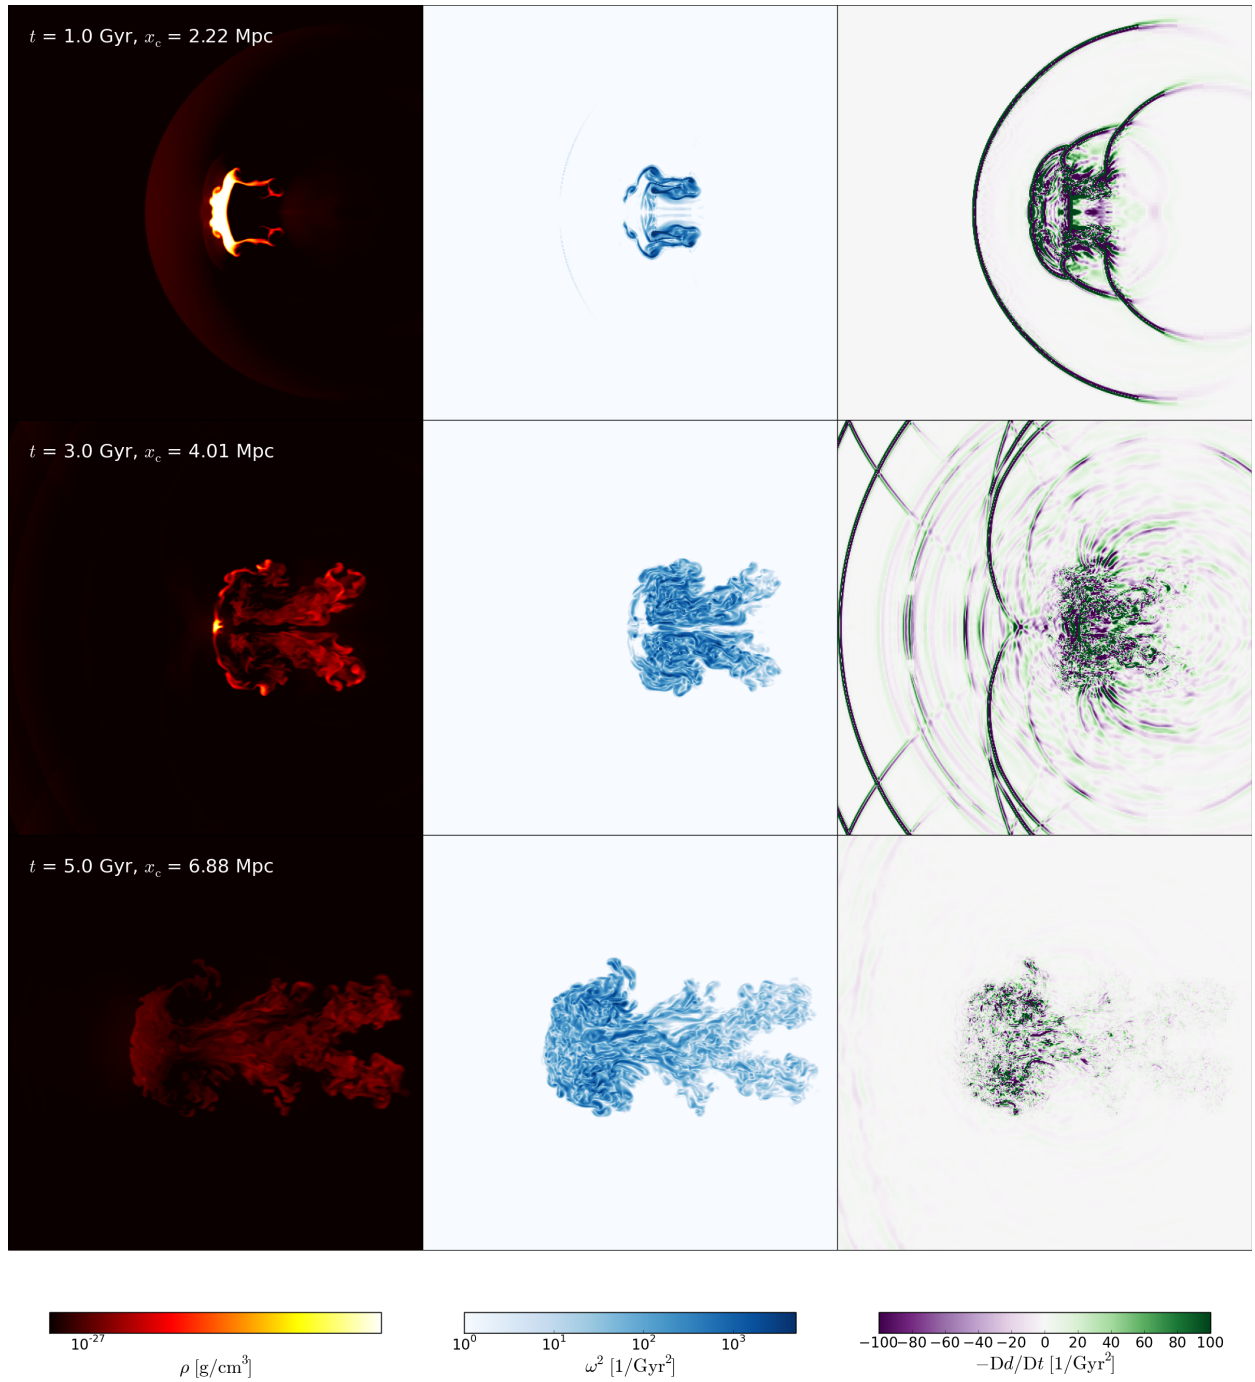 t = 1.0 Gyr, x_c = 2.22 Mpc
t = 3.0 Gyr, x_c = 4.01 Mpc
t = 5.0 Gyr, x_c = 6.88 Mpc
10^-27
ρ [g/cm^3]
10^0 10^1 10^2 10^3
ω^2 [1/Gyr^2]
−100 −80 −60 −40 −20 0 20 40 60 80 100
−Dd/Dt [1/Gyr^2]